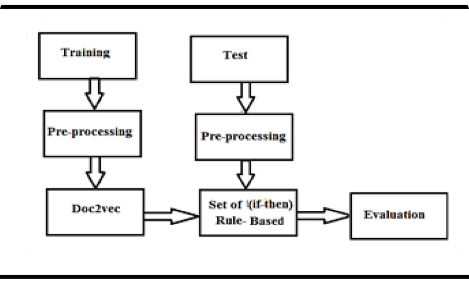 Training
Test
Pre-processing
Pre-processing
Doc2vec
Set of \(if-then)
Rule- Based
Evaluation